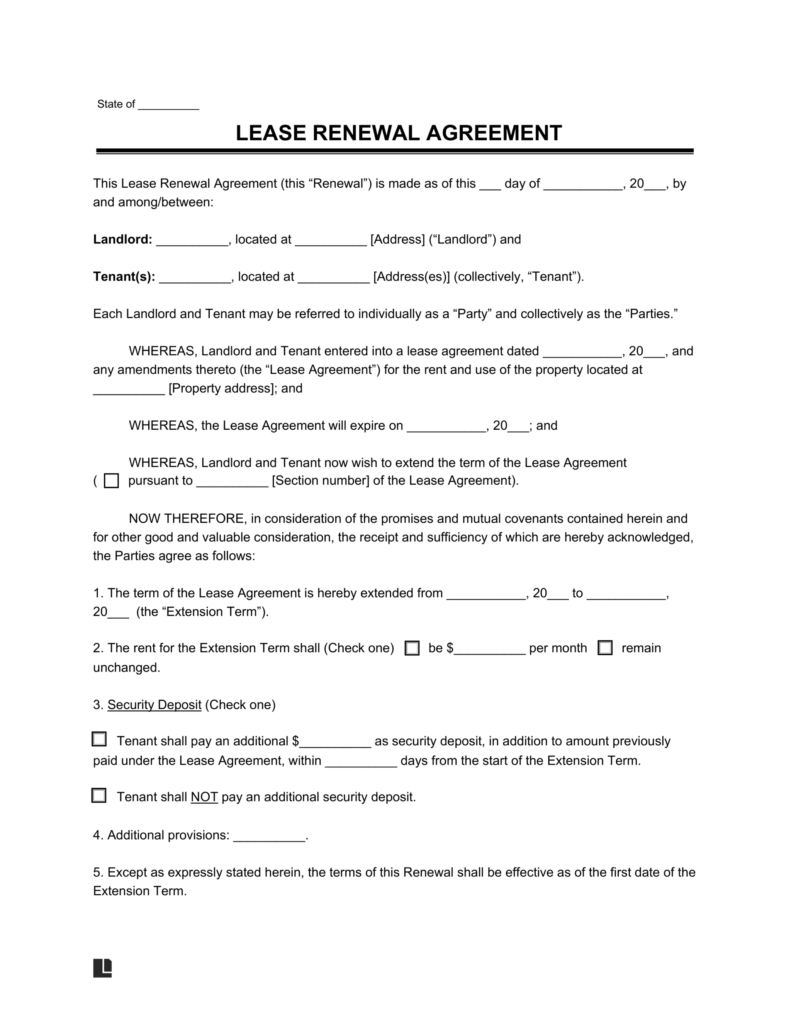 State of __________
LEASE RENEWAL AGREEMENT
This Lease Renewal Agreement (this “Renewal”) is made as of this ___ day of ___________, 20___, by
and among/between:
Landlord: __________, located at __________ [Address] (“Landlord”) and
Tenant(s): __________, located at __________ [Address(es)] (collectively, “Tenant”).
Each Landlord and Tenant may be referred to individually as a “Party” and collectively as the “Parties.”
WHEREAS, Landlord and Tenant entered into a lease agreement dated ___________, 20___, and
any amendments thereto (the “Lease Agreement”) for the rent and use of the property located at
__________ [Property address]; and
WHEREAS, the Lease Agreement will expire on ___________, 20___; and
WHEREAS, Landlord and Tenant now wish to extend the term of the Lease Agreement
( ☐ pursuant to __________ [Section number] of the Lease Agreement).
NOW THEREFORE, in consideration of the promises and mutual covenants contained herein and
for other good and valuable consideration, the receipt and sufficiency of which are hereby acknowledged,
the Parties agree as follows:
1. The term of the Lease Agreement is hereby extended from ___________, 20___ to ___________,
20___ (the “Extension Term”).
2. The rent for the Extension Term shall (Check one) ☐ be $__________ per month ☐ remain
unchanged.
3. Security Deposit (Check one)
☐ Tenant shall pay an additional $__________ as security deposit, in addition to amount previously
paid under the Lease Agreement, within __________ days from the start of the Extension Term.
☐ Tenant shall NOT pay an additional security deposit.
4. Additional provisions: __________.
5. Except as expressly stated herein, the terms of this Renewal shall be effective as of the first date of the
Extension Term.